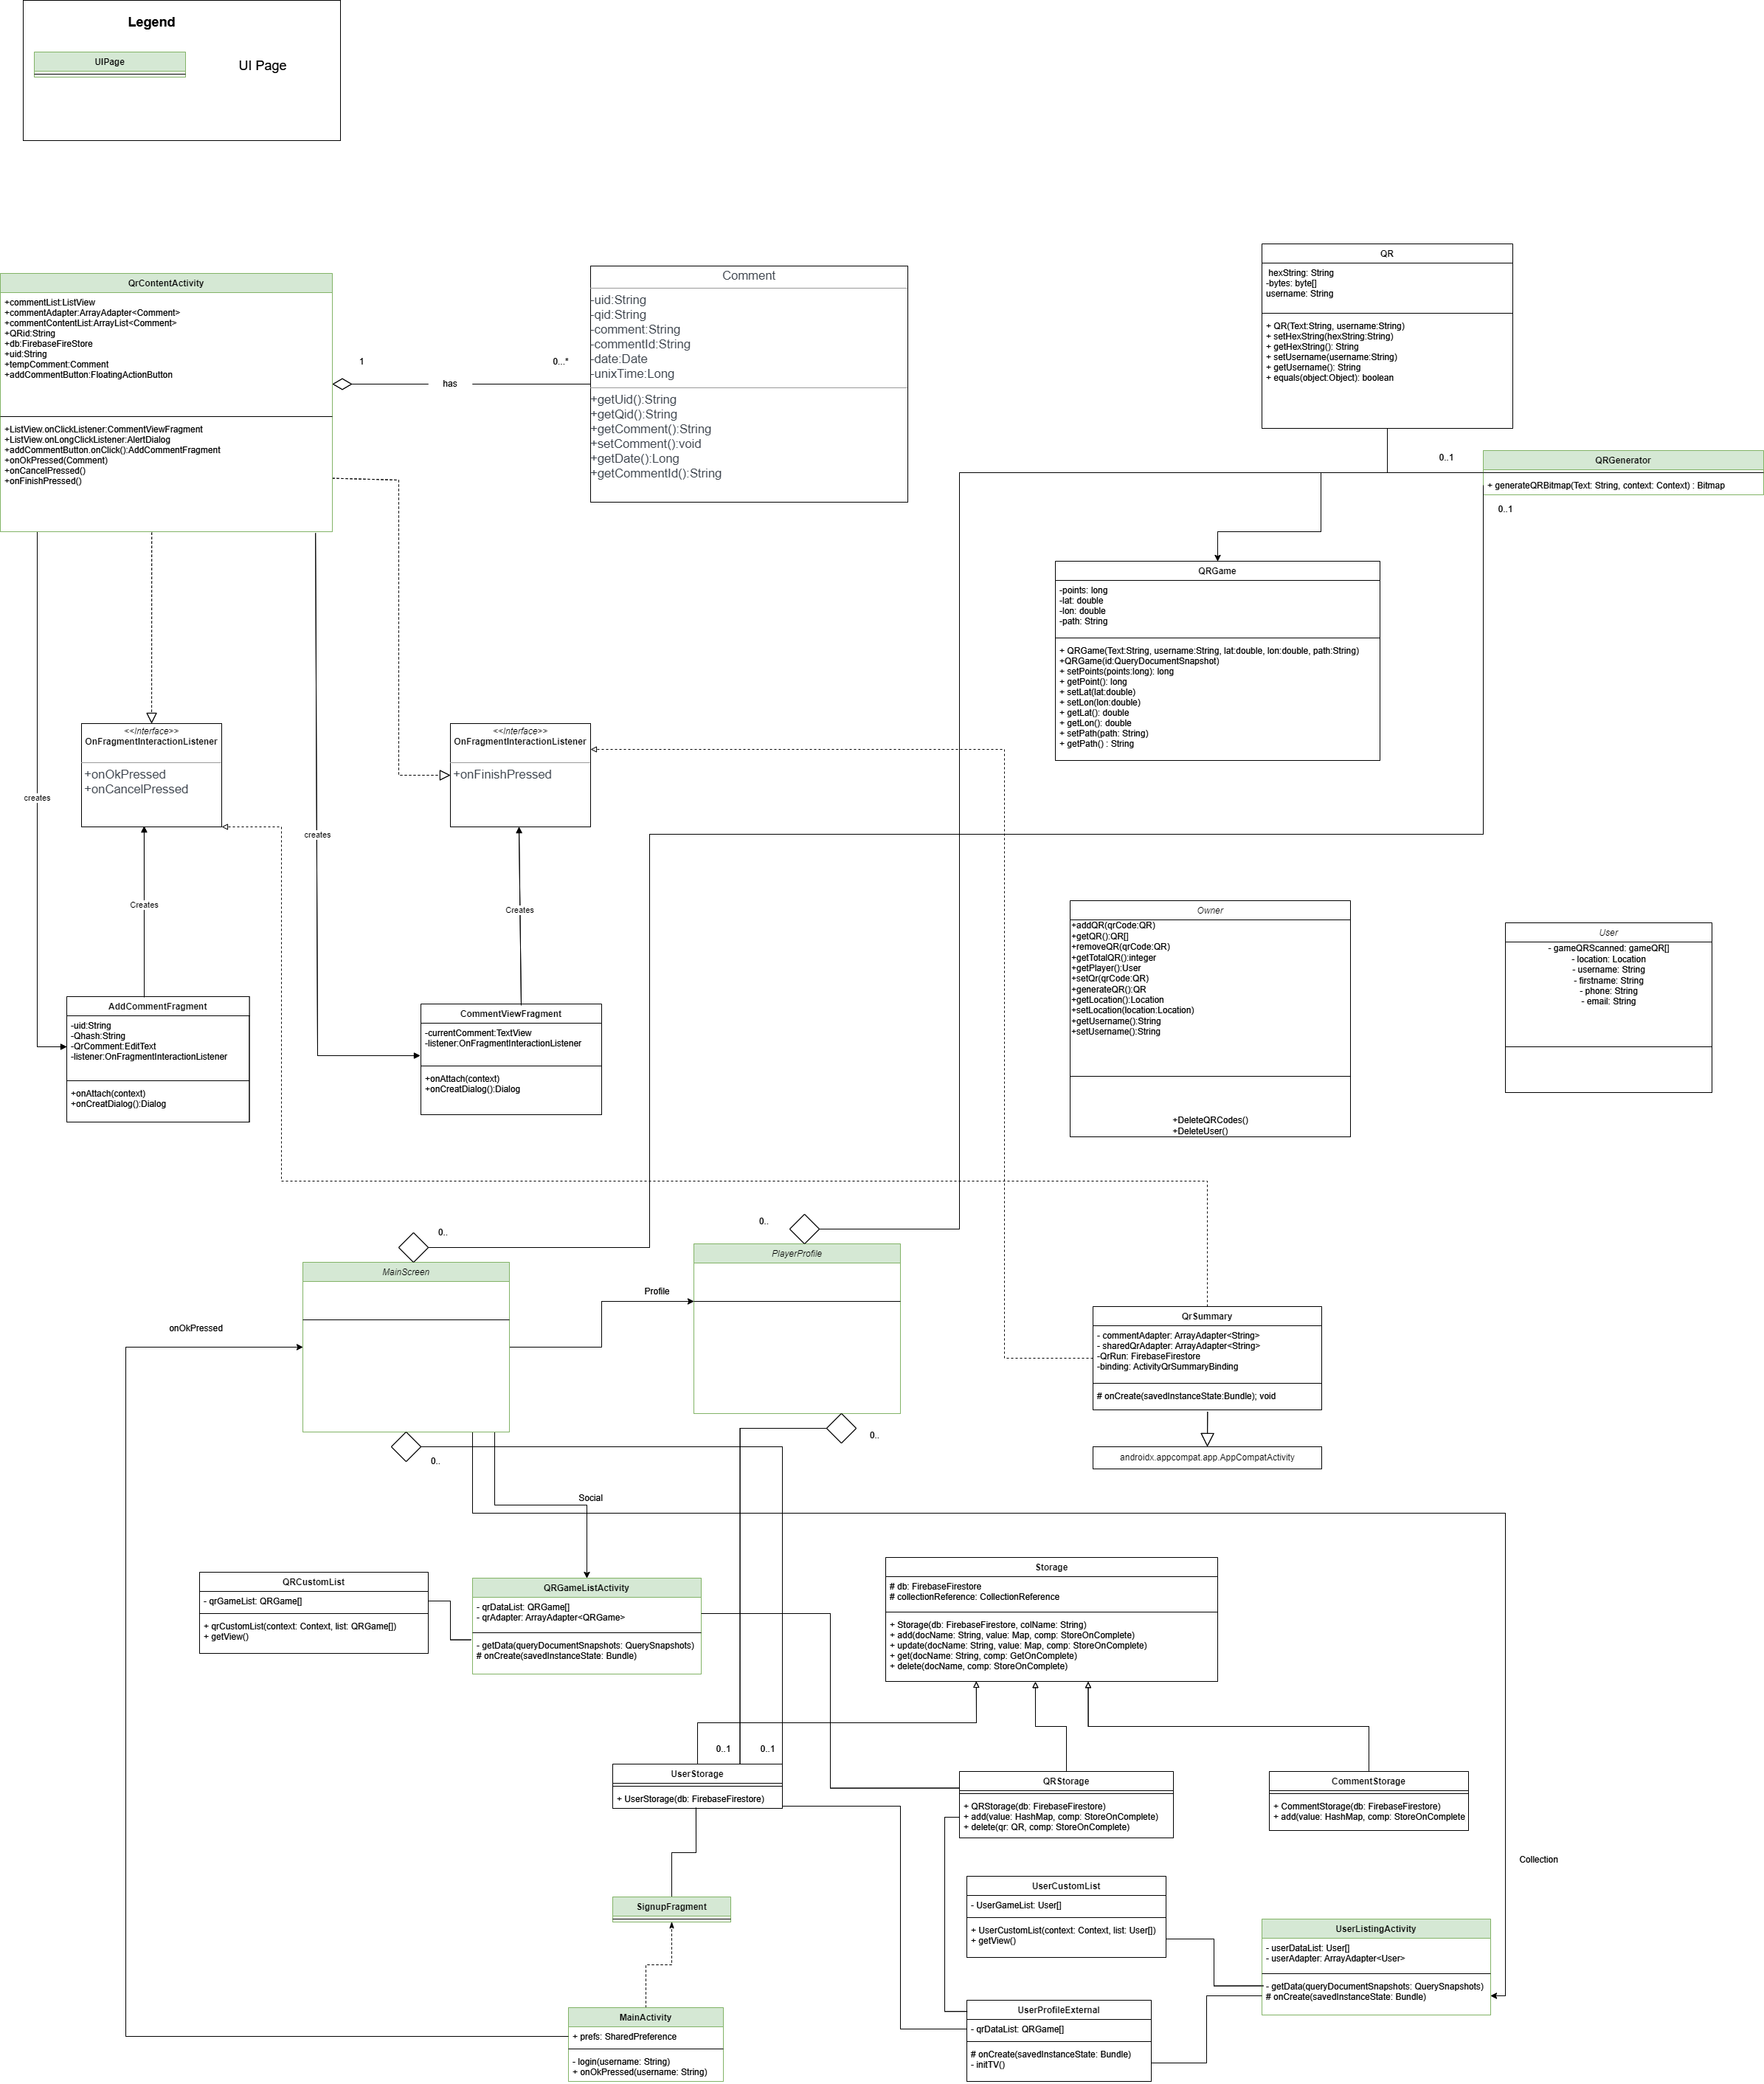 Legend
UIPage
UI Page
QR
hexString: String
-bytes: byte[]
username: String
+ QR(Text:String, username:String)
+ setHexString(hexString:String)
+ getHexString(): String
+ setUsername(username:String)
+ getUsername(): String
+ equals(object:Object): boolean
QrContentActivity
+commentList:ListView
+commentAdapter:ArrayAdapter<Comment>
+commentContentList:ArrayList<Comment>
+QRid:String
+db:FirebaseFireStore
+uid:String
+tempComment:Comment
+addCommentButton:FloatingActionButton
+ListView.onClickListener:CommentViewFragment
+ListView.onLongClickListener:AlertDialog
+addCommentButton.onClick():AddCommentFragment
+onOkPressed(Comment)
+onCancelPressed()
+onFinishPressed()
1
has
0...*
Comment
-uid:String
-qid:String
-comment:String
-commentId:String
-date:Date
-unixTime:Long
+getUid():String
+getQid():String
+getComment():String
+setComment():void
+getDate():Long
+getCommentId():String
0..1
QRGenerator
+ generateQRBitmap(Text: String, context: Context) : Bitmap
0..1
QRGame
-points: long
-lat: double
-lon: double
-path: String
+ QRGame(Text:String, username:String, lat:double, lon:double, path:String)
+QRGame(id:QueryDocumentSnapshot)
+ setPoints(points:long): long
+ getPoint(): long
+ setLat(lat:double)
+ setLon(lon:double)
+ getLat(): double
+ getLon(): double
+ setPath(path: String)
+ getPath() : String
<<Interface>>
OnFragmentInteractionListener
+onOkPressed
+onCancelPressed
<<Interface>>
OnFragmentInteractionListener
+onFinishPressed
creates
creates
Creates
Creates
Owner
+addQR(qrCode:QR)
+getQR():QR[]
+removeQR(qrCode:QR)
+getTotalQR():integer
+getPlayer():User
+setQr(qrCode:QR)
+generateQR():QR
+getLocation():Location
+setLocation(location:Location)
+getUsername():String
+setUsername():String
+DeleteQRCodes()
+DeleteUser()
User
- gameQRScanned: gameQR[]
- location: Location
- username: String
- firstname: String
- phone: String
- email: String
AddCommentFragment
-uid:String
-Qhash:String
-QrComment:EditText
-listener:OnFragmentInteractionListener
+onAttach(context)
+onCreatDialog():Dialog
CommentViewFragment
-currentComment:TextView
-listener:OnFragmentInteractionListener
+onAttach(context)
+onCreatDialog():Dialog
0..
0..
MainScreen
PlayerProfile
Profile
onOkPressed
0..
0..
QrSummary
- commentAdapter: ArrayAdapter<String>
- sharedQrAdapter: ArrayAdapter<String>
-QrRun: FirebaseFirestore
-binding: ActivityQrSummaryBinding
# onCreate(savedInstanceState:Bundle); void
androidx.appcompat.app.AppCompatActivity
Social
QRCustomList
- qrGameList: QRGame[]
+ qrCustomList(context: Context, list: QRGame[])
+ getView()
QRGameListActivity
- qrDataList: QRGame[]
- qrAdapter: ArrayAdapter<QRGame>
- getData(queryDocumentSnapshots: QuerySnapshots)
# onCreate(savedInstanceState: Bundle)
Storage
# db: FirebaseFirestore
# collectionReference: CollectionReference
+ Storage(db: FirebaseFirestore, colName: String)
+ add(docName: String, value: Map, comp: StoreOnComplete)
+ update(docName: String, value: Map, comp: StoreOnComplete)
+ get(docName: String, comp: GetOnComplete)
+ delete(docName, comp: StoreOnComplete)
0..1
0..1
UserStorage
+ UserStorage(db: FirebaseFirestore)
QRStorage
+ QRStorage(db: FirebaseFirestore)
+ add(value: HashMap, comp: StoreOnComplete)
+ delete(qr: QR, comp: StoreOnComplete)
CommentStorage
+ CommentStorage(db: FirebaseFirestore)
+ add(value: HashMap, comp: StoreOnComplete
Collection
SignupFragment
UserCustomList
- UserGameList: User[]
+ UserCustomList(context: Context, list: User[])
+ getView()
UserListingActivity
- userDataList: User[]
- userAdapter: ArrayAdapter<User>
- getData(queryDocumentSnapshots: QuerySnapshots)
# onCreate(savedInstanceState: Bundle)
MainActivity
+ prefs: SharedPreference
- login(username: String)
+ onOkPressed(username: String)
UserProfileExternal
- qrDataList: QRGame[]
# onCreate(savedInstanceState: Bundle)
- initTV()